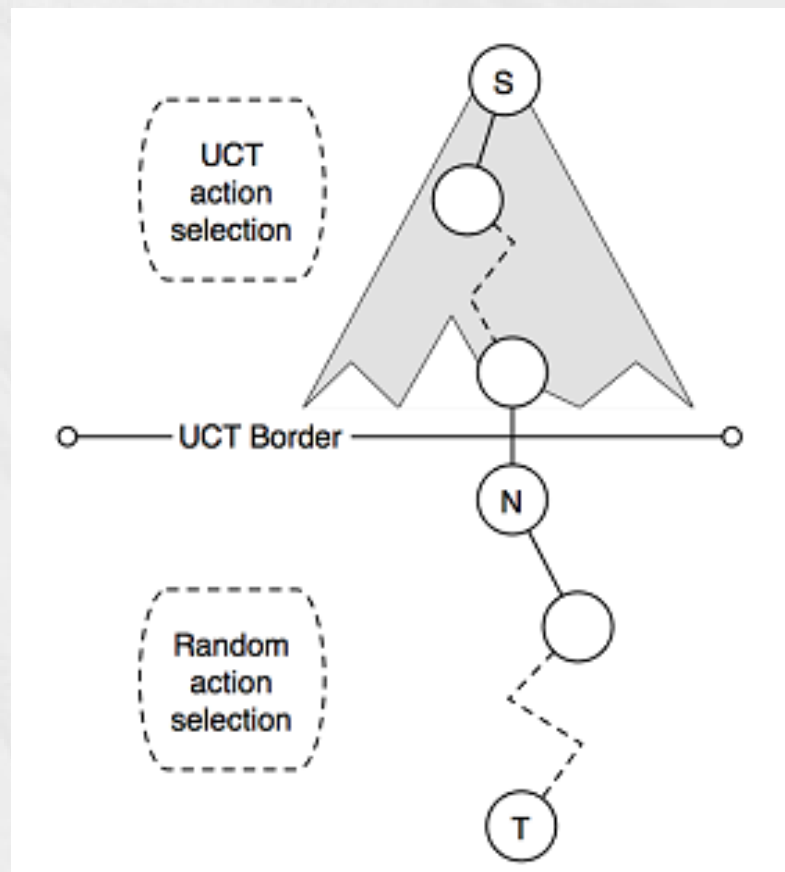 S
UCT
action
selection
UCT Border
N
Random
action
selection
T